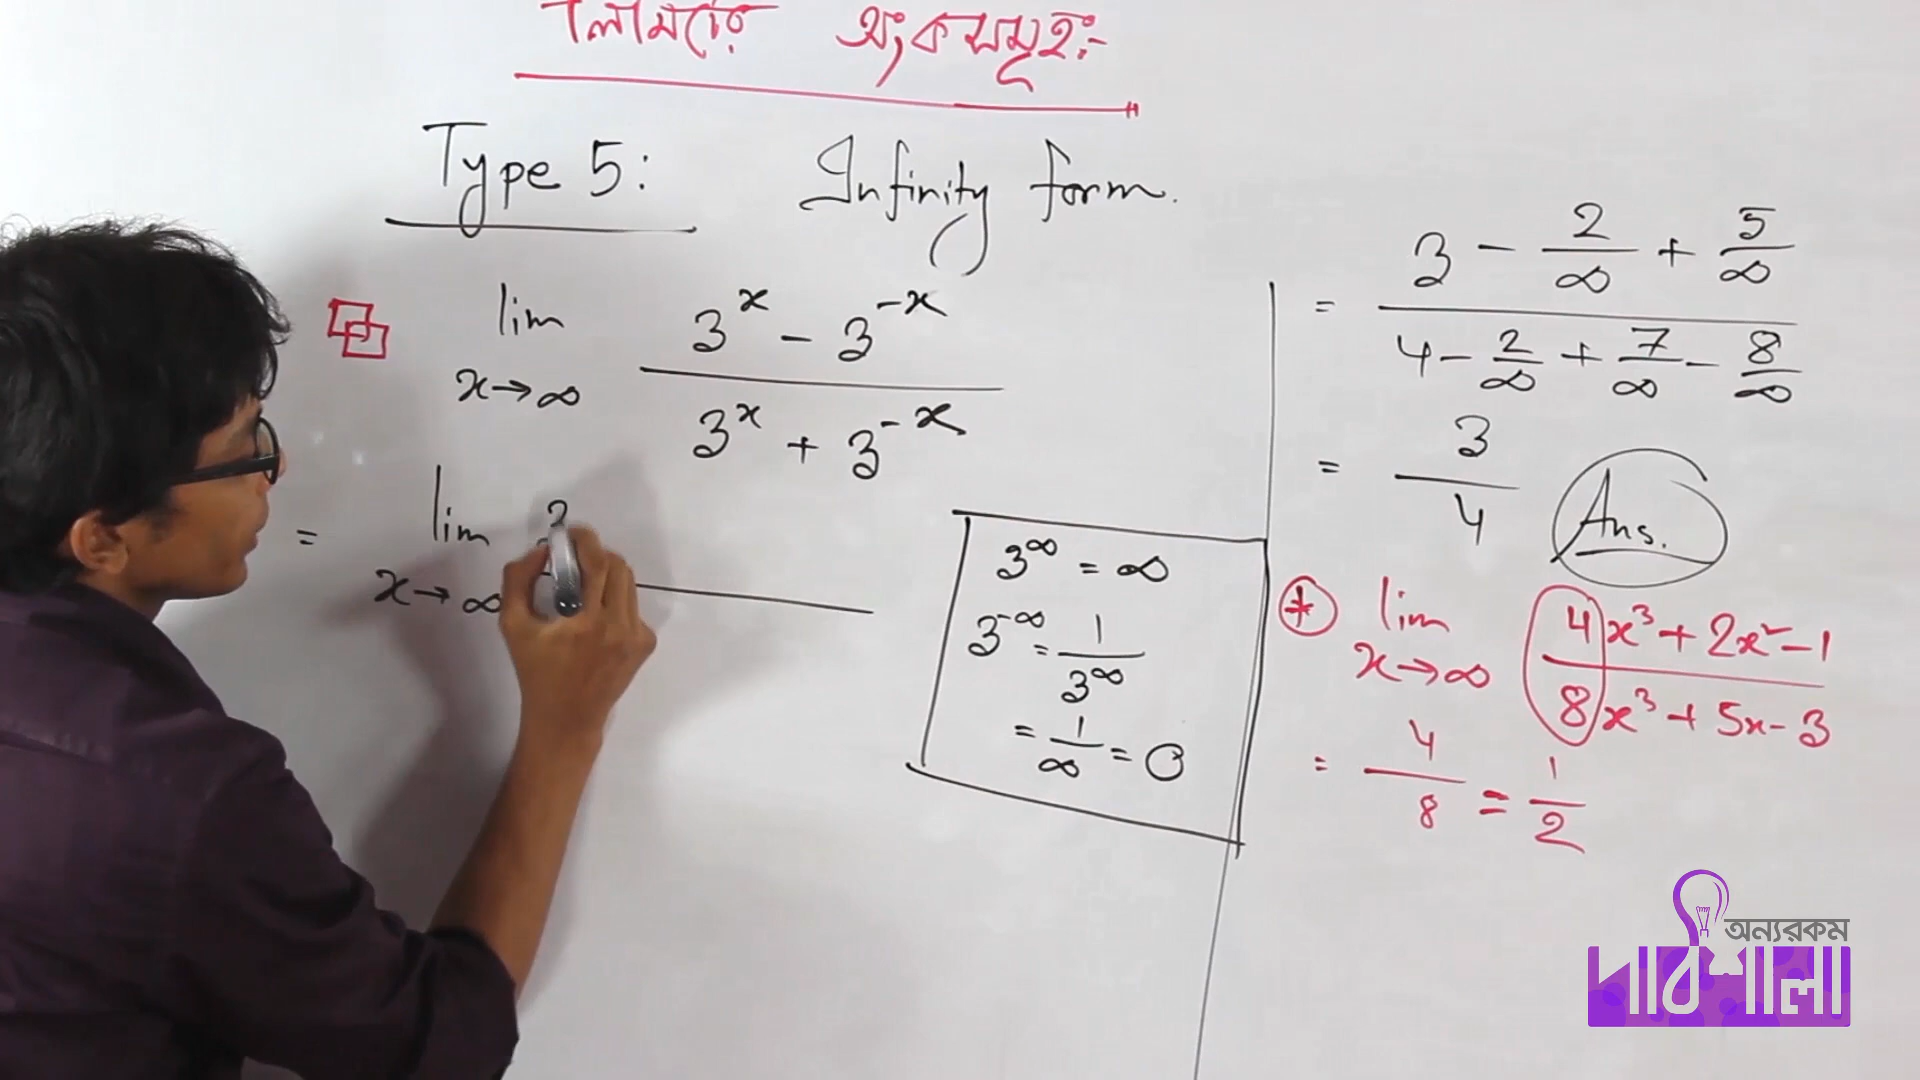 লিমিটের অংকসমূহঃ-
Type 5: Infinity form.
lim x→∞ (3^x - 3^-x) / (3^x + 3^-x)
= lim x→∞
3^∞ = ∞
3^-∞ = 1/3^∞
= 1/∞ = 0
= (3 - 2/∞ + 5/∞) / (4 - 2/∞ + 7/∞ - 8/∞)
= 3/4 Ans.
* lim x→∞ (4x³ + 2x² - 1) / (8x³ + 5x - 3)
= 4/8 = 1/2
অন্যরকম
পাঠশালা